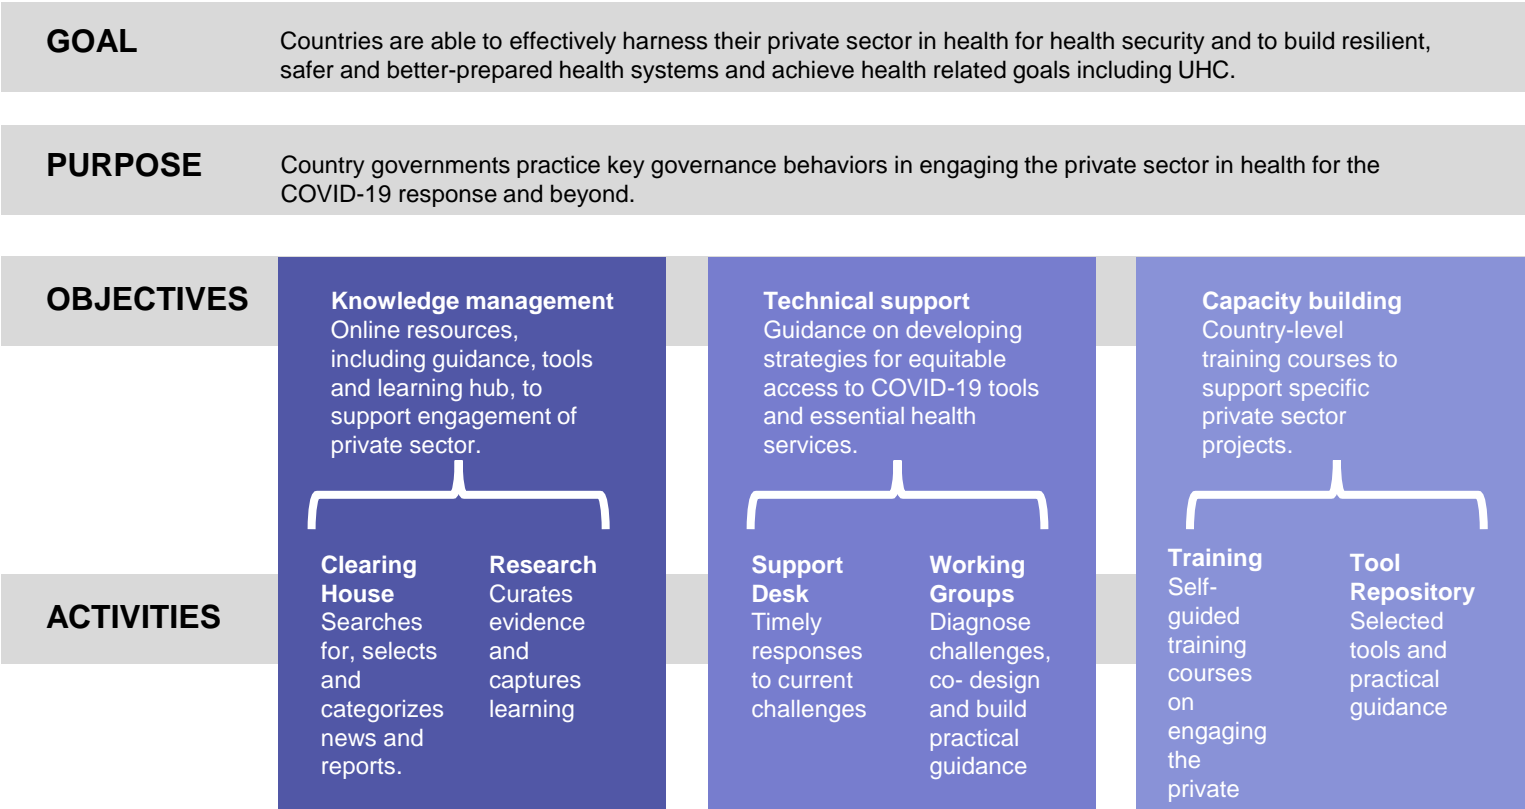 GOAL
Countries are able to effectively harness their private sector in health for health security and to build resilient,
safer and better-prepared health systems and achieve health related goals including UHC.
PURPOSE
Country governments practice key governance behaviors in engaging the private sector in health for the
COVID-19 response and beyond.
OBJECTIVES
Knowledge management
Online resources,
including guidance, tools
and learning hub, to
support engagement of
private sector.
Technical support
Guidance on developing
strategies for equitable
access to COVID-19 tools
and essential health
services.
Capacity building
Country-level
training courses to
support specific
private sector
projects.
ACTIVITIES
Clearing
House
Searches
for, selects
and
categorizes
news and
reports.
Research
Curates
evidence
and
captures
learning
Support
Desk
Timely
responses
to current
challenges
Working
Groups
Diagnose
challenges,
co- design
and build
practical
guidance
Training
Self-
guided
training
courses
on
engaging
the
private
Tool
Repository
Selected
tools and
practical
guidance